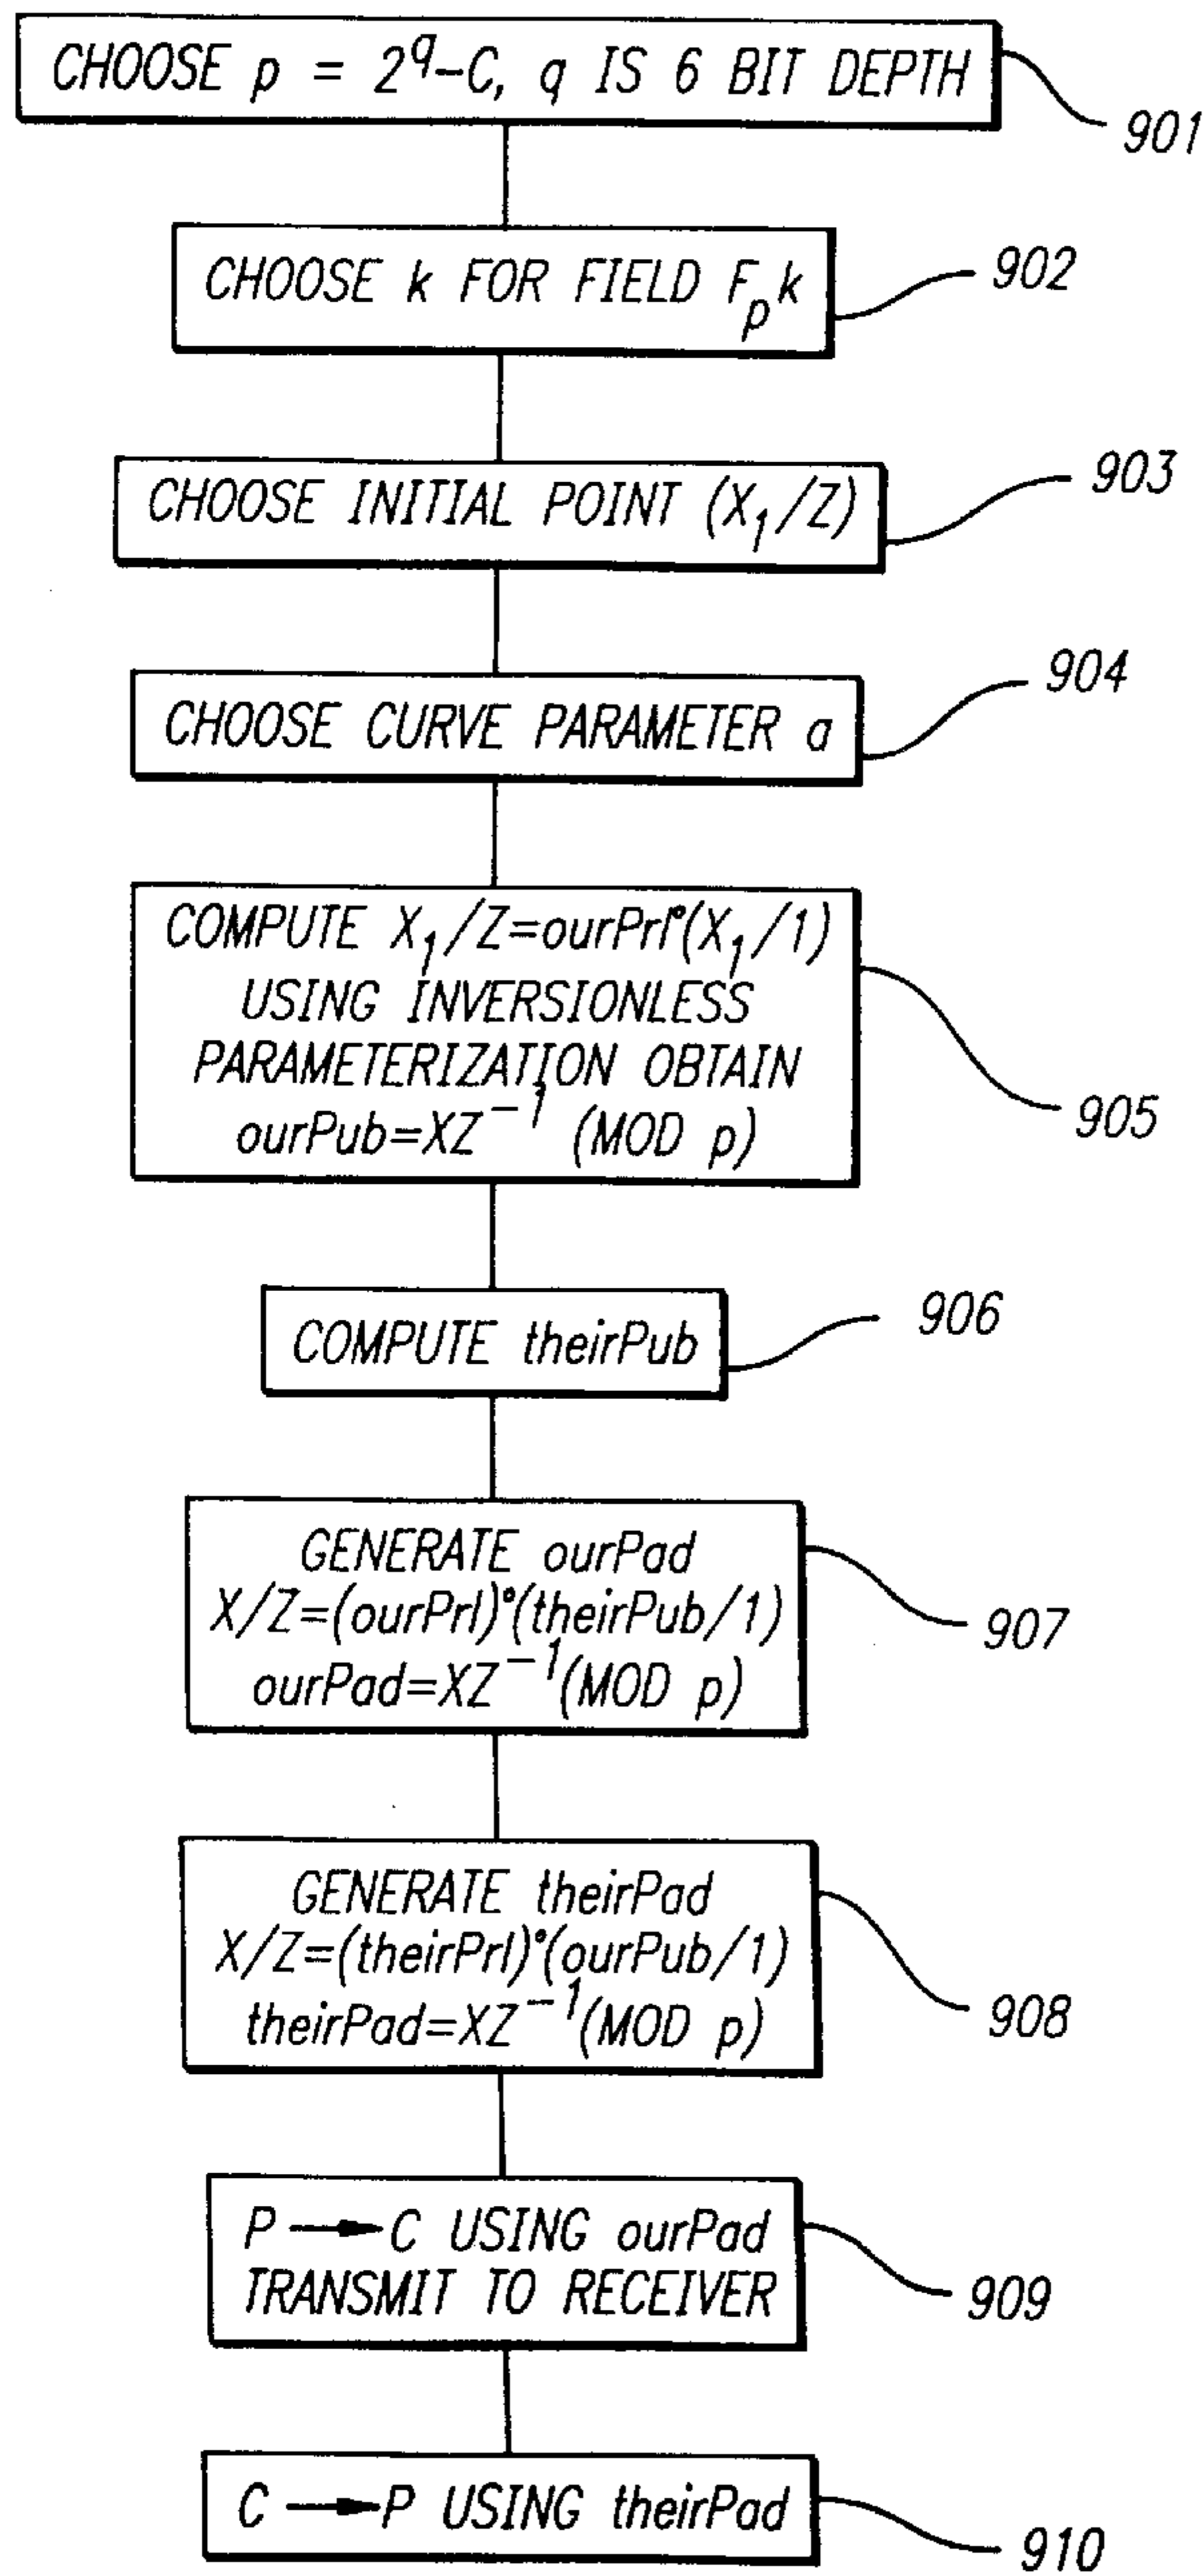 CHOOSE p = 2^q-C, q IS 6 BIT DEPTH
901
CHOOSE k FOR FIELD F_p k
902
CHOOSE INITIAL POINT (X_1/Z)
903
CHOOSE CURVE PARAMETER a
904
COMPUTE X_1/Z=ourPrI°(X_1/1)
USING INVERSIONLESS
PARAMETERIZATION OBTAIN
ourPub=XZ^-1 (MOD p)
905
COMPUTE theirPub
906
GENERATE ourPad
X/Z=(ourPrI)°(theirPub/1)
ourPad=XZ^-1(MOD p)
907
GENERATE theirPad
X/Z=(theirPrI)°(ourPub/1)
theirPad=XZ^-1(MOD p)
908
P → C USING ourPad
TRANSMIT TO RECEIVER
909
C → P USING theirPad
910